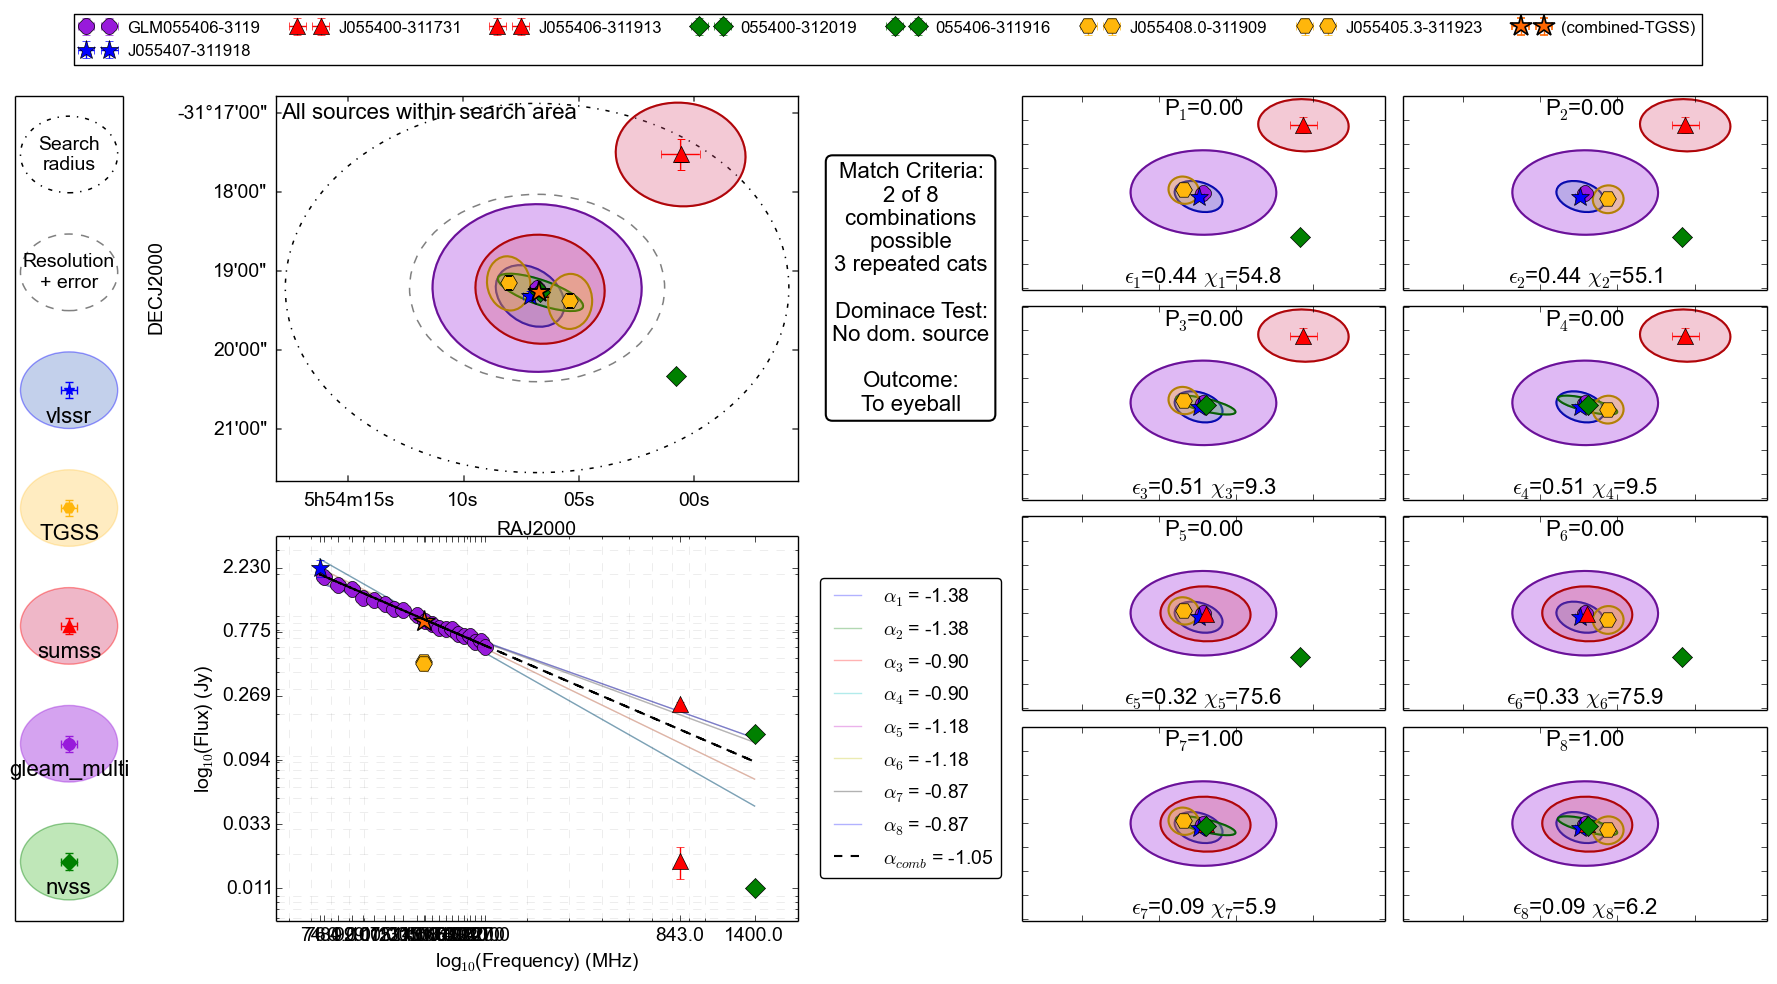 GLM055406-3119 J055400-311731 J055406-311913 055400-312019 055406-311916 J055408.0-311909 J055405.3-311923 (combined-TGSS)
J055407-311918
Search
radius
Resolution
+ error
vlssr
TGSS
sumss
gleam_multi
nvss
All sources within search area
DECJ2000
-31°17'00"
18'00"
19'00"
20'00"
21'00"
5h54m15s 10s 05s 00s
RAJ2000
Match Criteria:
2 of 8
combinations
possible
3 repeated cats
Dominace Test:
No dom. source
Outcome:
To eyeball
log10(Flux) (Jy)
2.230
0.775
0.269
0.094
0.033
0.011
843.0 1400.0
log10(Frequency) (MHz)
α1 = -1.38
α2 = -1.38
α3 = -0.90
α4 = -0.90
α5 = -1.18
α6 = -1.18
α7 = -0.87
α8 = -0.87
αcomb = -1.05
P1=0.00
ϵ1=0.44 χ1=54.8
P2=0.00
ϵ2=0.44 χ2=55.1
P3=0.00
ϵ3=0.51 χ3=9.3
P4=0.00
ϵ4=0.51 χ4=9.5
P5=0.00
ϵ5=0.32 χ5=75.6
P6=0.00
ϵ6=0.33 χ6=75.9
P7=1.00
ϵ7=0.09 χ7=5.9
P8=1.00
ϵ8=0.09 χ8=6.2